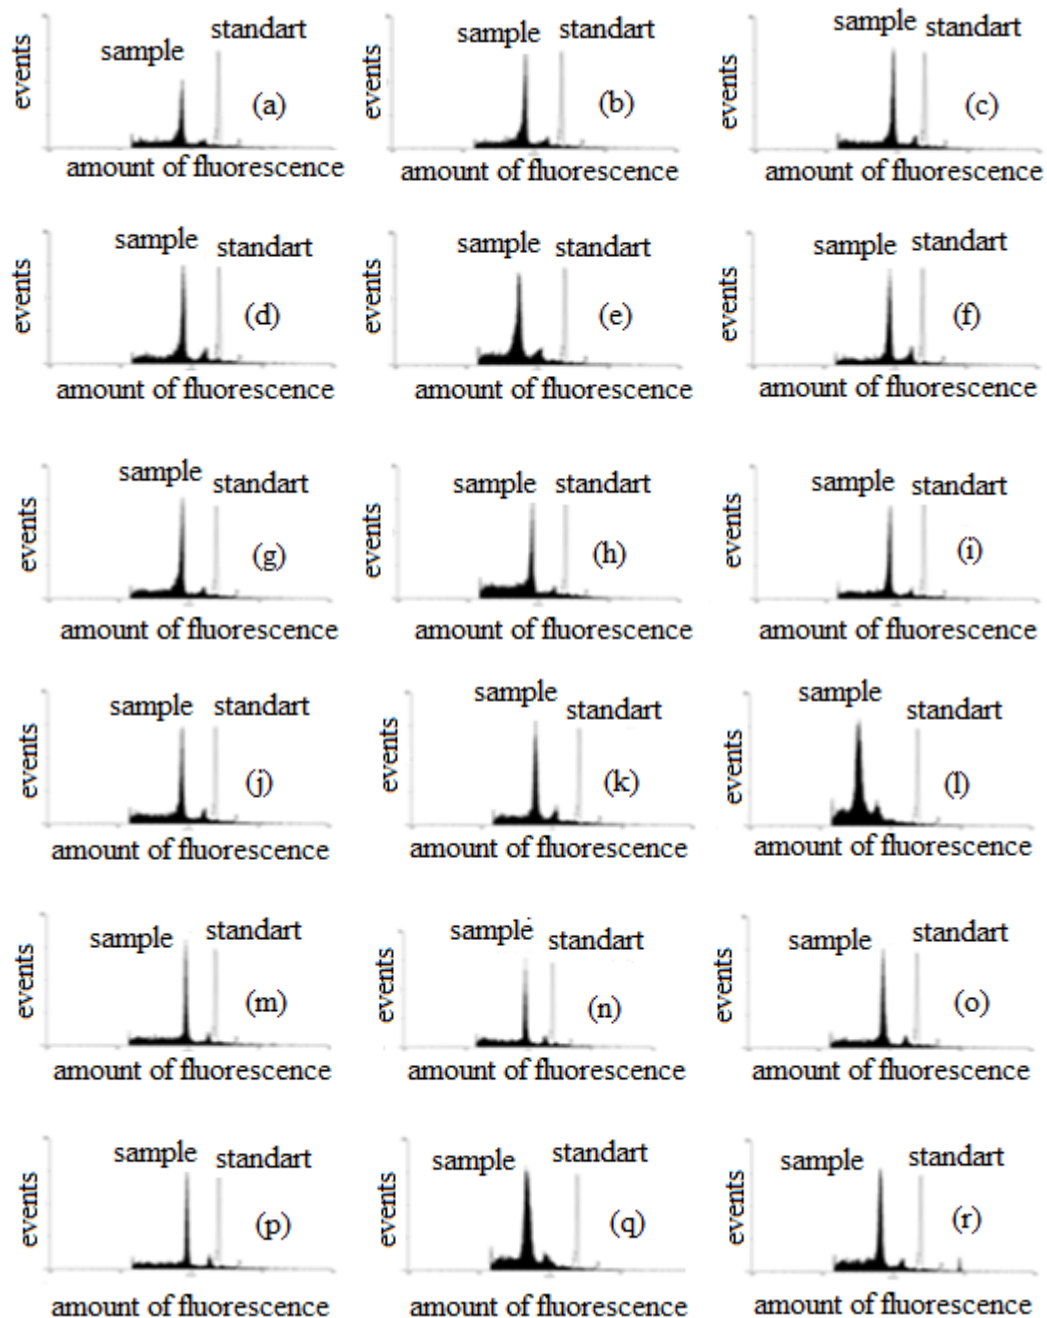 sample standart sample standart sample standart
events (a) events (b) events (c)
amount of fluorescence amount of fluorescence amount of fluorescence
sample standart sample standart sample standart
events (d) events (e) events (f)
amount of fluorescence amount of fluorescence amount of fluorescence
sample standart sample standart sample standart
events (g) events (h) events (i)
amount of fluorescence amount of fluorescence amount of fluorescence
sample standart sample standart sample standart
events (j) events (k) events (l)
amount of fluorescence amount of fluorescence amount of fluorescence
sample standart sample standart sample standart
events (m) events (n) events (o)
amount of fluorescence amount of fluorescence amount of fluorescence
sample standart sample standart sample standart
events (p) events (q) events (r)
amount of fluorescence amount of fluorescence amount of fluorescence